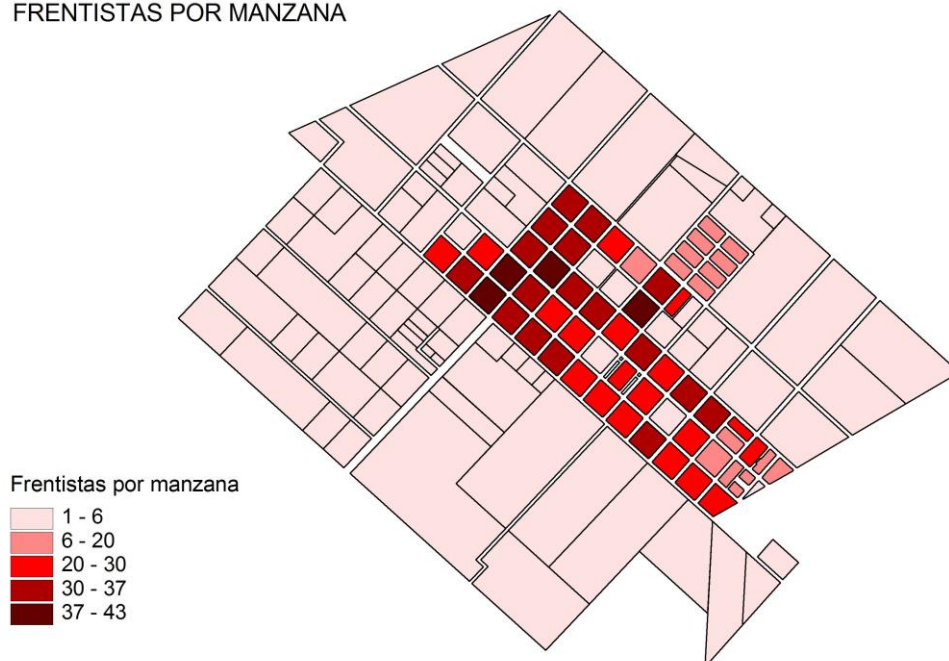 FRENTISTAS POR MANZANA
Frentistas por manzana
1 - 6
6 - 20
20 - 30
30 - 37
37 - 43